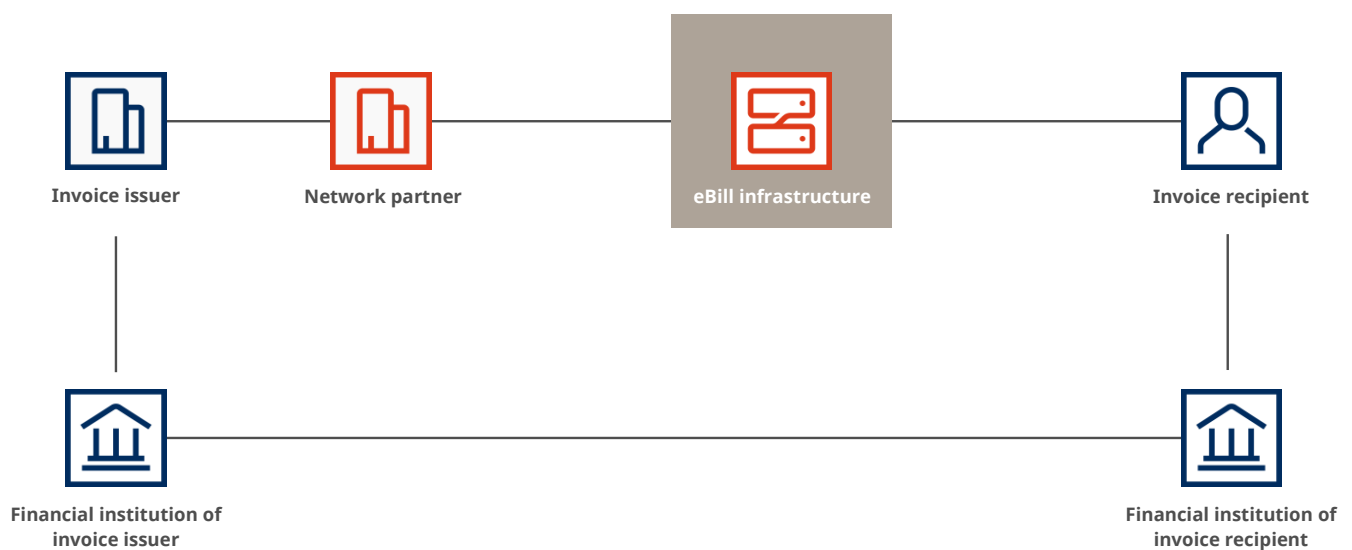 Invoice issuer
Network partner
eBill infrastructure
Invoice recipient
Financial institution of
invoice issuer
Financial institution of
invoice recipient